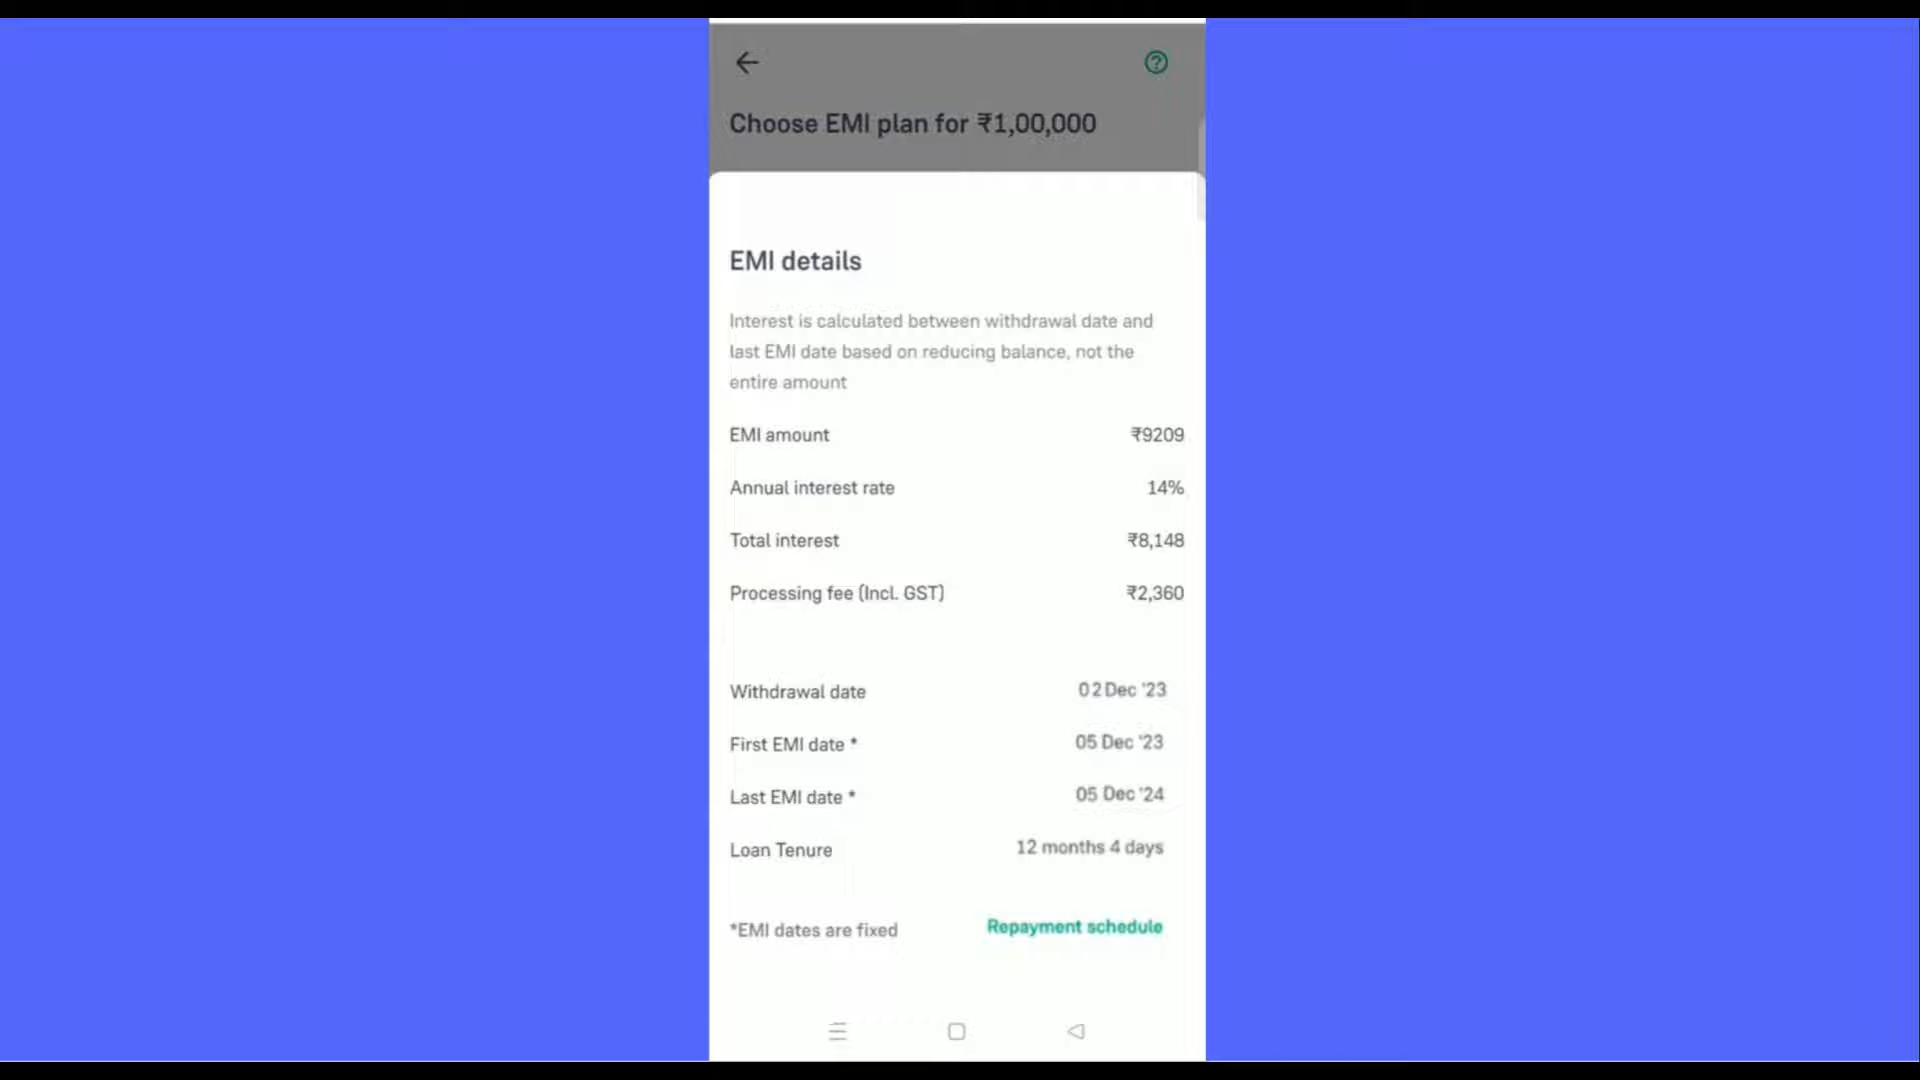 Choose EMI plan for ₹1,00,000
EMI details
Interest is calculated between withdrawal date and
last EMI date based on reducing balance, not the
entire amount
EMI amount ₹9209
Annual interest rate 14%
Total interest ₹8,148
Processing fee (Incl. GST) ₹2,360
Withdrawal date 02 Dec '23
First EMI date * 05 Dec '23
Last EMI date * 05 Dec '24
Loan Tenure 12 months 4 days
*EMI dates are fixed Repayment schedule